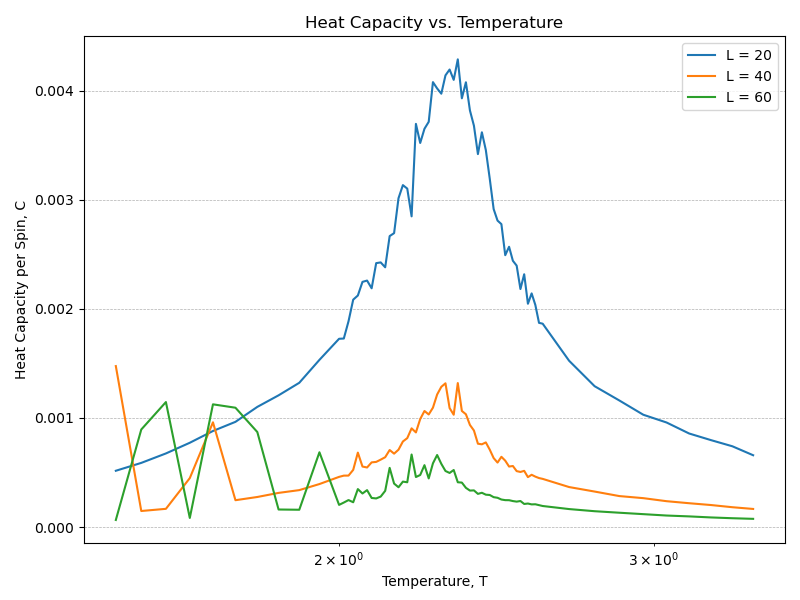 Heat Capacity vs. Temperature
L = 20
L = 40
L = 60
Heat Capacity per Spin, C
0.004
0.003
0.002
0.001
0.000
2 × 10⁰
3 × 10⁰
Temperature, T